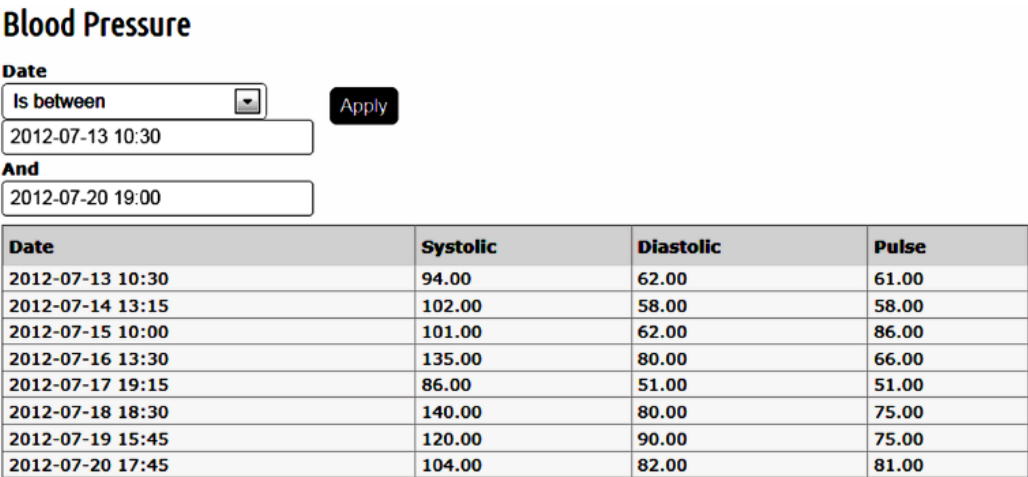 Blood Pressure
Date
Is between
Apply
2012-07-13 10:30
And
2012-07-20 19:00
Date Systolic Diastolic Pulse
2012-07-13 10:30 94.00 62.00 61.00
2012-07-14 13:15 102.00 58.00 58.00
2012-07-15 10:00 101.00 62.00 86.00
2012-07-16 13:30 135.00 80.00 66.00
2012-07-17 19:15 86.00 51.00 51.00
2012-07-18 18:30 140.00 80.00 75.00
2012-07-19 15:45 120.00 90.00 75.00
2012-07-20 17:45 104.00 82.00 81.00